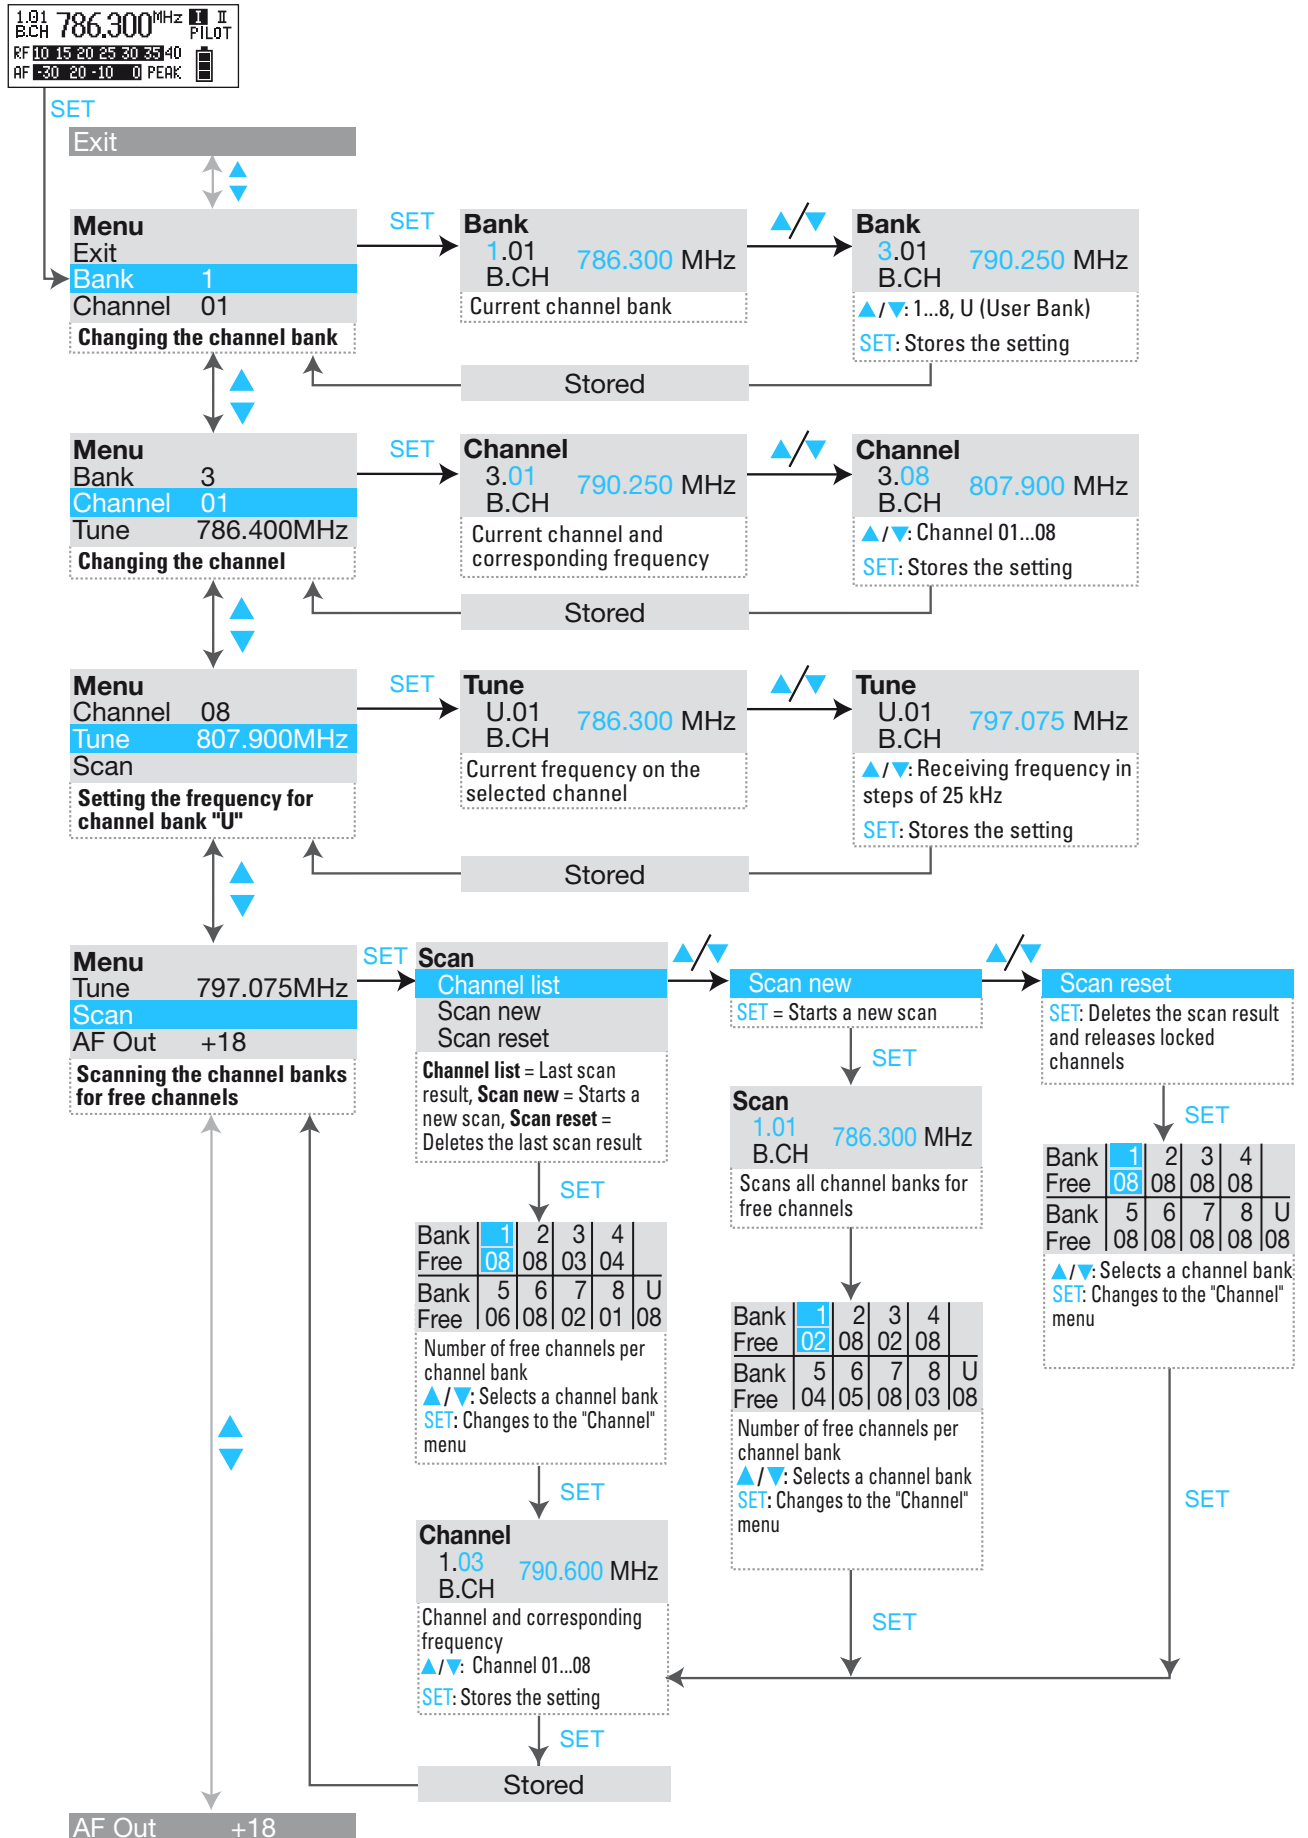 1.01 786.300 MHz I II
B.CH PILOT
RF 10 15 20 25 30 35 40
AF -30 20 -10 0 PEAK
SET
Exit
Menu
Exit
Bank 1
Channel 01
Changing the channel bank
SET
Bank
1.01 786.300 MHz
B.CH
Current channel bank
▲/▼
Bank
3.01 790.250 MHz
B.CH
▲/▼: 1...8, U (User Bank)
SET: Stores the setting
Stored
▲
▼
Menu
Bank 3
Channel 01
Tune 786.400MHz
Changing the channel
SET
Channel
3.01 790.250 MHz
B.CH
Current channel and
corresponding frequency
▲/▼
Channel
3.08 807.900 MHz
B.CH
▲/▼: Channel 01...08
SET: Stores the setting
Stored
Menu
Channel 08
Tune 807.900MHz
Scan
Setting the frequency for
channel bank "U"
SET
Tune
U.01 786.300 MHz
B.CH
Current frequency on the
selected channel
▲/▼
Tune
U.01 797.075 MHz
B.CH
▲/▼: Receiving frequency in
steps of 25 kHz
SET: Stores the setting
Stored
Menu
Tune 797.075MHz
Scan
AF Out +18
Scanning the channel banks
for free channels
SET
Scan
Channel list
Scan new
Scan reset
Channel list = Last scan
result, Scan new = Starts a
new scan, Scan reset =
Deletes the last scan result
SET
Bank 1 2 3 4
Free 08 08 03 04
Bank 5 6 7 8 U
Free 06 08 02 01 08
Number of free channels per
channel bank
▲/▼: Selects a channel bank
SET: Changes to the "Channel"
menu
SET
Channel
1.03 790.600 MHz
B.CH
Channel and corresponding
frequency
▲/▼: Channel 01...08
SET: Stores the setting
SET
Stored
▲/▼
Scan new
SET = Starts a new scan
SET
Scan
1.01 786.300 MHz
B.CH
Scans all channel banks for
free channels
Bank 1 2 3 4
Free 02 08 02 08
Bank 5 6 7 8 U
Free 04 05 08 03 08
Number of free channels per
channel bank
▲/▼: Selects a channel bank
SET: Changes to the "Channel"
menu
SET
▲/▼
Scan reset
SET: Deletes the scan result
and releases locked
channels
SET
Bank 1 2 3 4
Free 08 08 08 08
Bank 5 6 7 8 U
Free 08 08 08 08 08
▲/▼: Selects a channel bank
SET: Changes to the "Channel"
menu
SET
AF Out +18